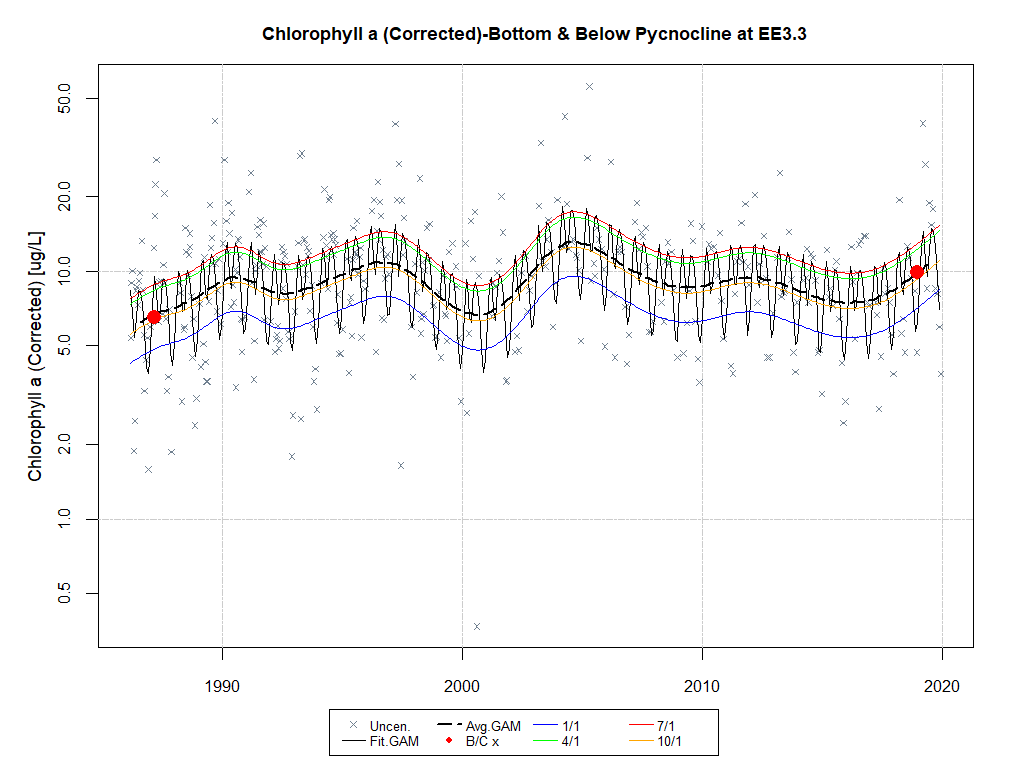 Chlorophyll a (Corrected)-Bottom & Below Pycnocline at EE3.3
Chlorophyll a (Corrected) [ug/L]
50.0
20.0
10.0
5.0
2.0
1.0
0.5
1990 2000 2010 2020
Uncen. Avg.GAM 1/1 7/1
Fit.GAM B/C x 4/1 10/1